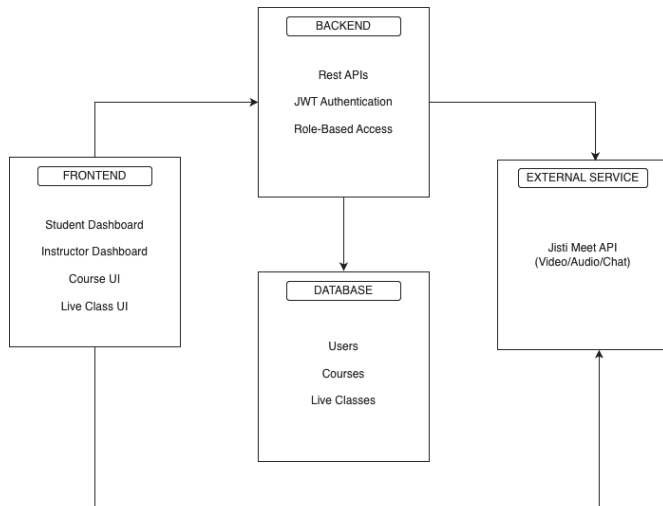 BACKEND
Rest APIs
JWT Authentication
Role-Based Access
FRONTEND
Student Dashboard
Instructor Dashboard
Course UI
Live Class UI
EXTERNAL SERVICE
Jisti Meet API
(Video/Audio/Chat)
DATABASE
Users
Courses
Live Classes